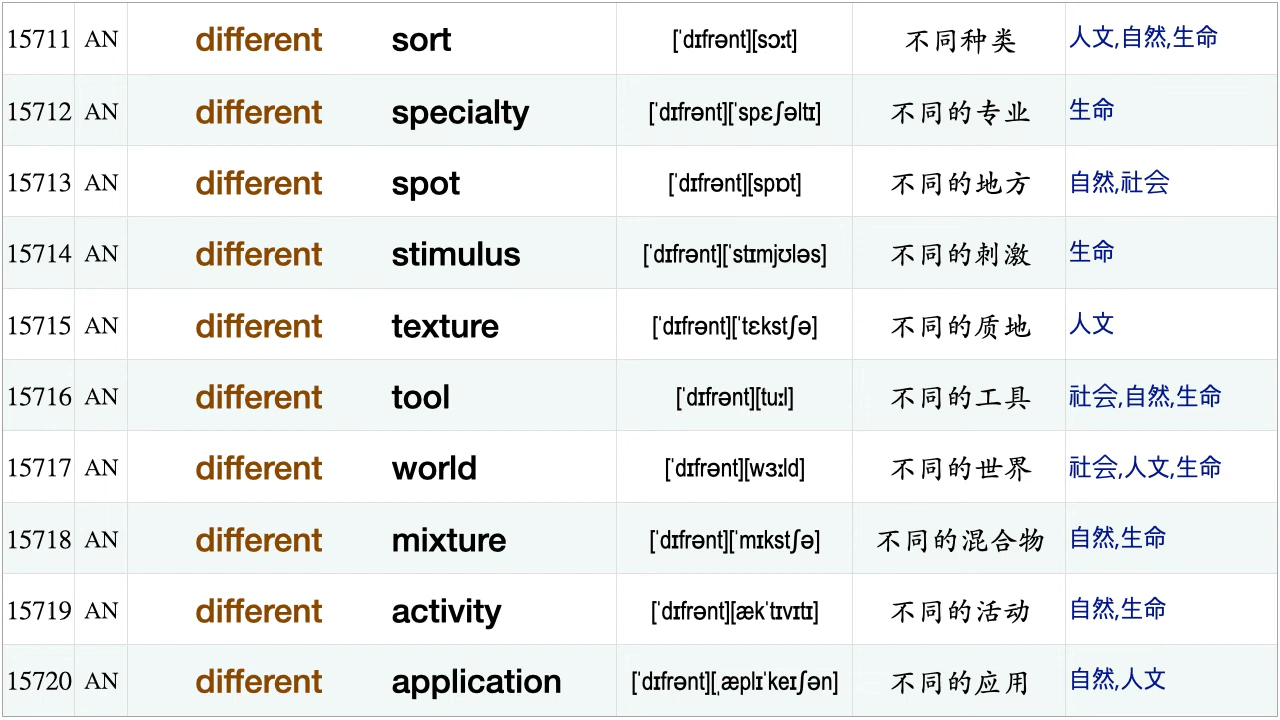 15711 AN different sort [ˈdɪfrənt][sɔːt] 不同种类 人文,自然,生命
15712 AN different specialty [ˈdɪfrənt][ˈspɛʃəltɪ] 不同的专业 生命
15713 AN different spot [ˈdɪfrənt][spɒt] 不同的地方 自然,社会
15714 AN different stimulus [ˈdɪfrənt][ˈstɪmjʊləs] 不同的刺激 生命
15715 AN different texture [ˈdɪfrənt][ˈtɛkstʃə] 不同的质地 人文
15716 AN different tool [ˈdɪfrənt][tuːl] 不同的工具 社会,自然,生命
15717 AN different world [ˈdɪfrənt][wɜːld] 不同的世界 社会,人文,生命
15718 AN different mixture [ˈdɪfrənt][ˈmɪkstʃə] 不同的混合物 自然,生命
15719 AN different activity [ˈdɪfrənt][ækˈtɪvɪtɪ] 不同的活动 自然,生命
15720 AN different application [ˈdɪfrənt][ˌæplɪˈkeɪʃən] 不同的应用 自然,人文